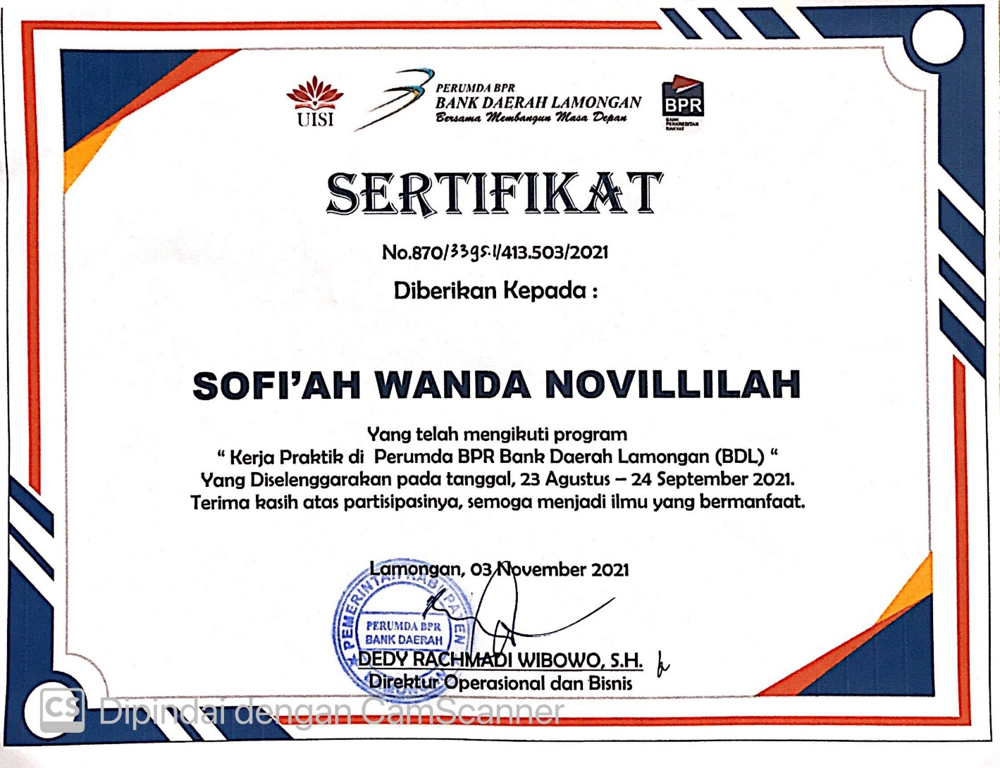 UISI
PERUMDA BPR
BANK DAERAH LAMONGAN
Bersama Membangun Masa Depan
BPR
BANK
PERKREDITAN
RAKYAT
SERTIFIKAT
No.870/3395.1/413.503/2021
Diberikan Kepada :
SOFI’AH WANDA NOVILLILAH
Yang telah mengikuti program
“ Kerja Praktik di Perumda BPR Bank Daerah Lamongan (BDL) “
Yang Diselenggarakan pada tanggal, 23 Agustus – 24 September 2021.
Terima kasih atas partisipasinya, semoga menjadi ilmu yang bermanfaat.
Lamongan, 03 November 2021
PEMERINTAH KABUPATEN
PERUMDA BPR
BANK DAERAH
LAMONGAN
DEDY RACHMADI WIBOWO, S.H.
Direktur Operasional dan Bisnis
CS Dipindai dengan CamScanner